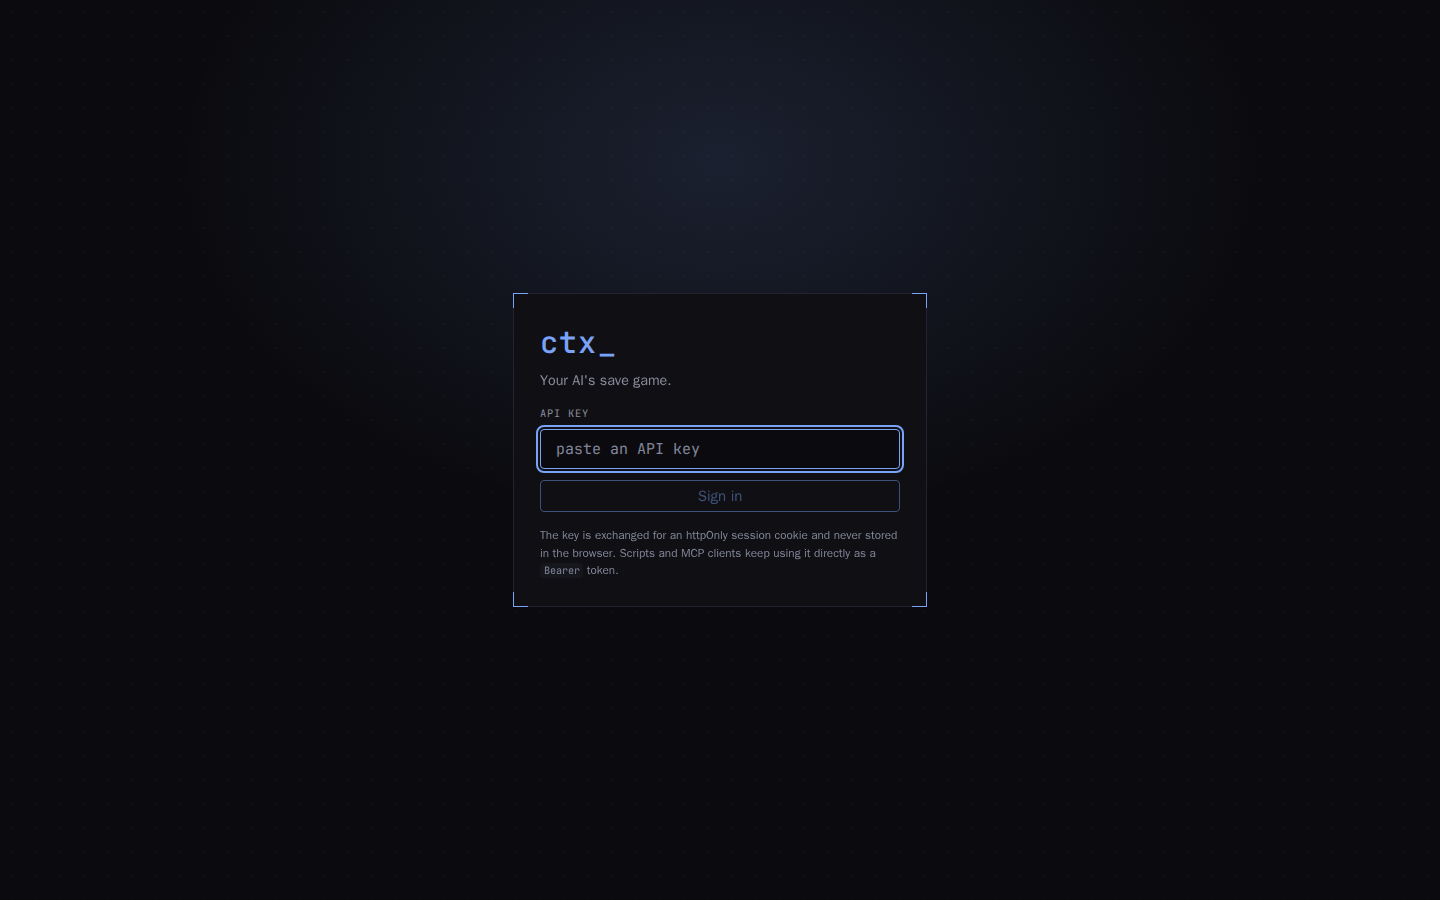 ctx_
Your AI's save game.
API KEY
paste an API key
Sign in
The key is exchanged for an httpOnly session cookie and never stored
in the browser. Scripts and MCP clients keep using it directly as a
Bearer token.